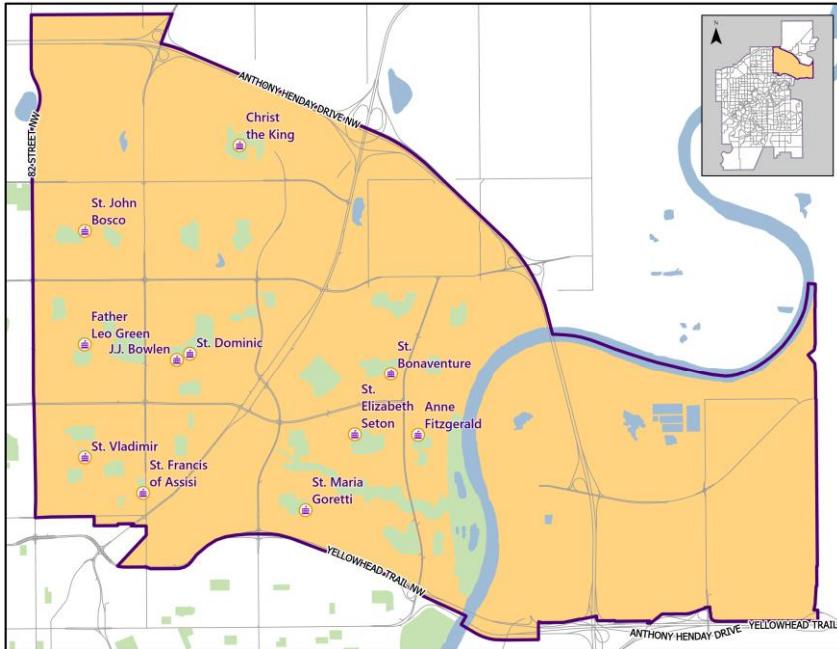 N
ANTHONY HENDAY DRIVE NW
82 STREET NW
Christ
the King
St. John
Bosco
Father
Leo Green
J.J. Bowlen
St. Dominic
St.
Bonaventure
St.
Elizabeth
Seton
Anne
Fitzgerald
St. Vladimir
St. Francis
of Assisi
St. Maria
Goretti
YELLOWHEAD TRAIL NW
ANTHONY HENDAY DRIVE
YELLOWHEAD TRAIL